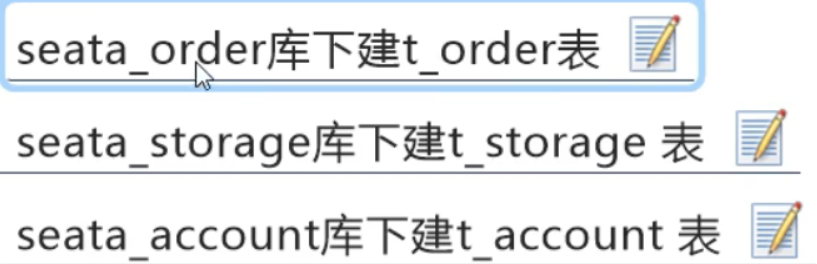 seata_order库下建t_order表
seata_storage库下建t_storage 表
seata_account库下建t_account 表